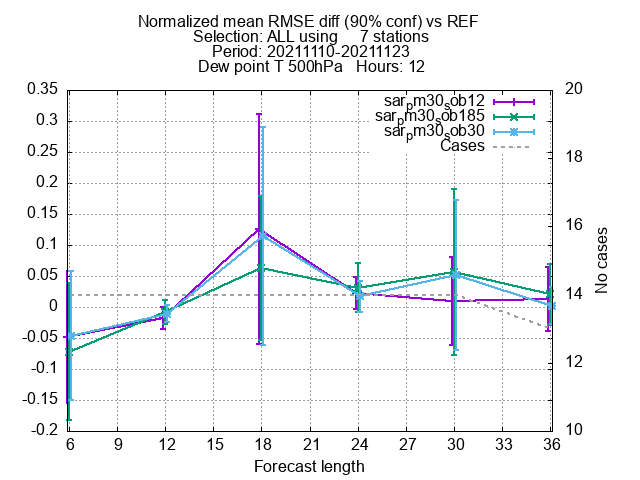 Normalized mean RMSE diff (90% conf) vs REF
Selection: ALL using 7 stations
Period: 20211110-20211123
Dew point T 500hPa Hours: 12
sarpm30sob12
sarpm30sob185
sarpm30sob30
Cases
0.35
0.3
0.25
0.2
0.15
0.1
0.05
0
-0.05
-0.1
-0.15
-0.2
20
18
16
14
12
10
No cases
6 9 12 15 18 21 24 27 30 33 36
Forecast length